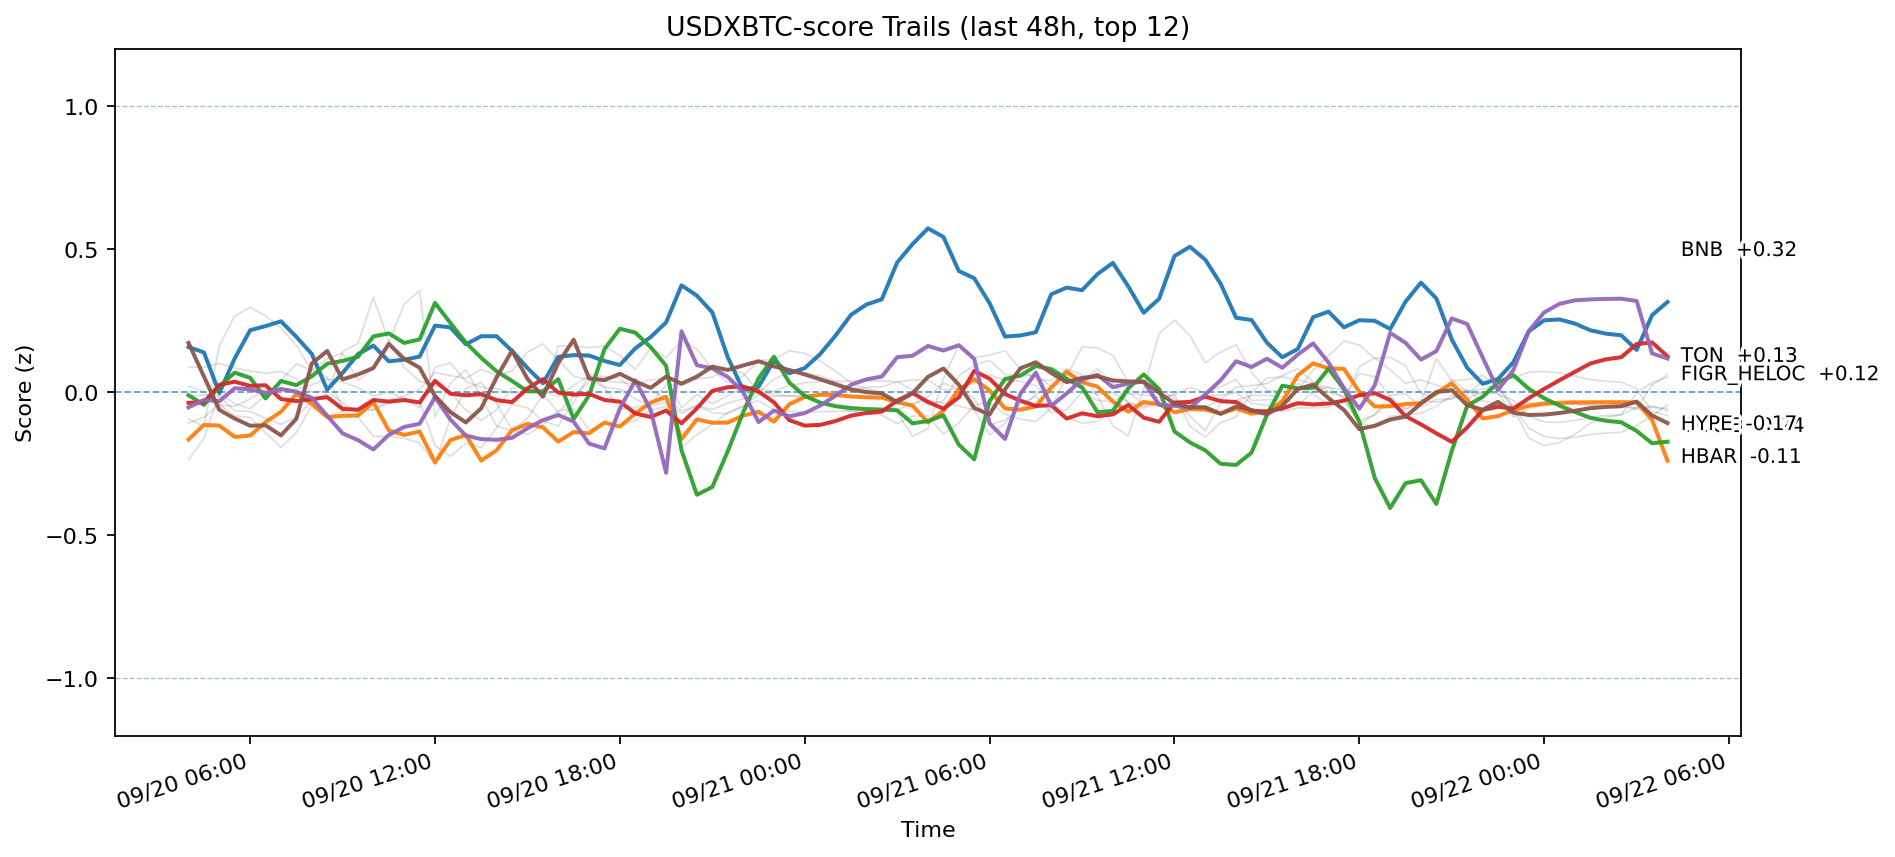 USDXBTC-score Trails (last 48h, top 12)
Score (z)
1.0
0.5
0.0
−0.5
−1.0
BNB +0.32
TON +0.13
FIGR_HELOC +0.12
HYPE -0.17
HBAR -0.11
09/20 06:00
09/20 12:00
09/20 18:00
09/21 00:00
09/21 06:00
09/21 12:00
09/21 18:00
09/22 00:00
09/22 06:00
Time